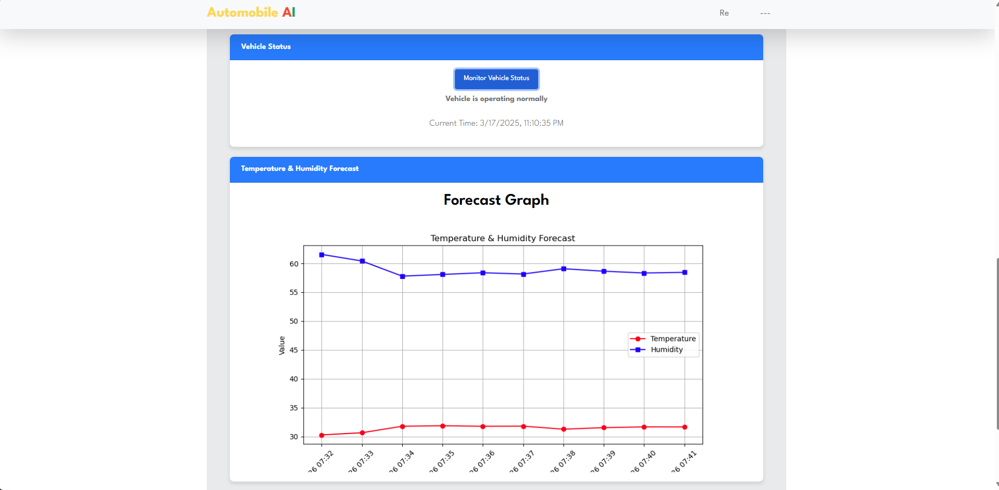 Automobile AI
Re ---
Vehicle Status
Monitor Vehicle Status
Vehicle is operating normally
Current Time: 3/17/2025, 11:10:35 PM
Temperature & Humidity Forecast
Forecast Graph
Temperature & Humidity Forecast
60
55
50
45
40
35
30
Value
Temperature
Humidity
26 07:32
26 07:33
26 07:34
26 07:35
26 07:36
26 07:37
26 07:38
26 07:39
26 07:40
26 07:41